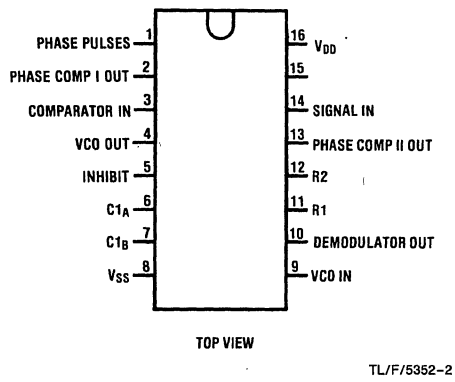 PHASE PULSES 1 16 VDD
PHASE COMP I OUT 2 15
COMPARATOR IN 3 14 SIGNAL IN
VCO OUT 4 13 PHASE COMP II OUT
INHIBIT 5 12 R2
C1A 6 11 R1
C1B 7 10 DEMODULATOR OUT
VSS 8 9 VCO IN
TOP VIEW
TL/F/5352-2